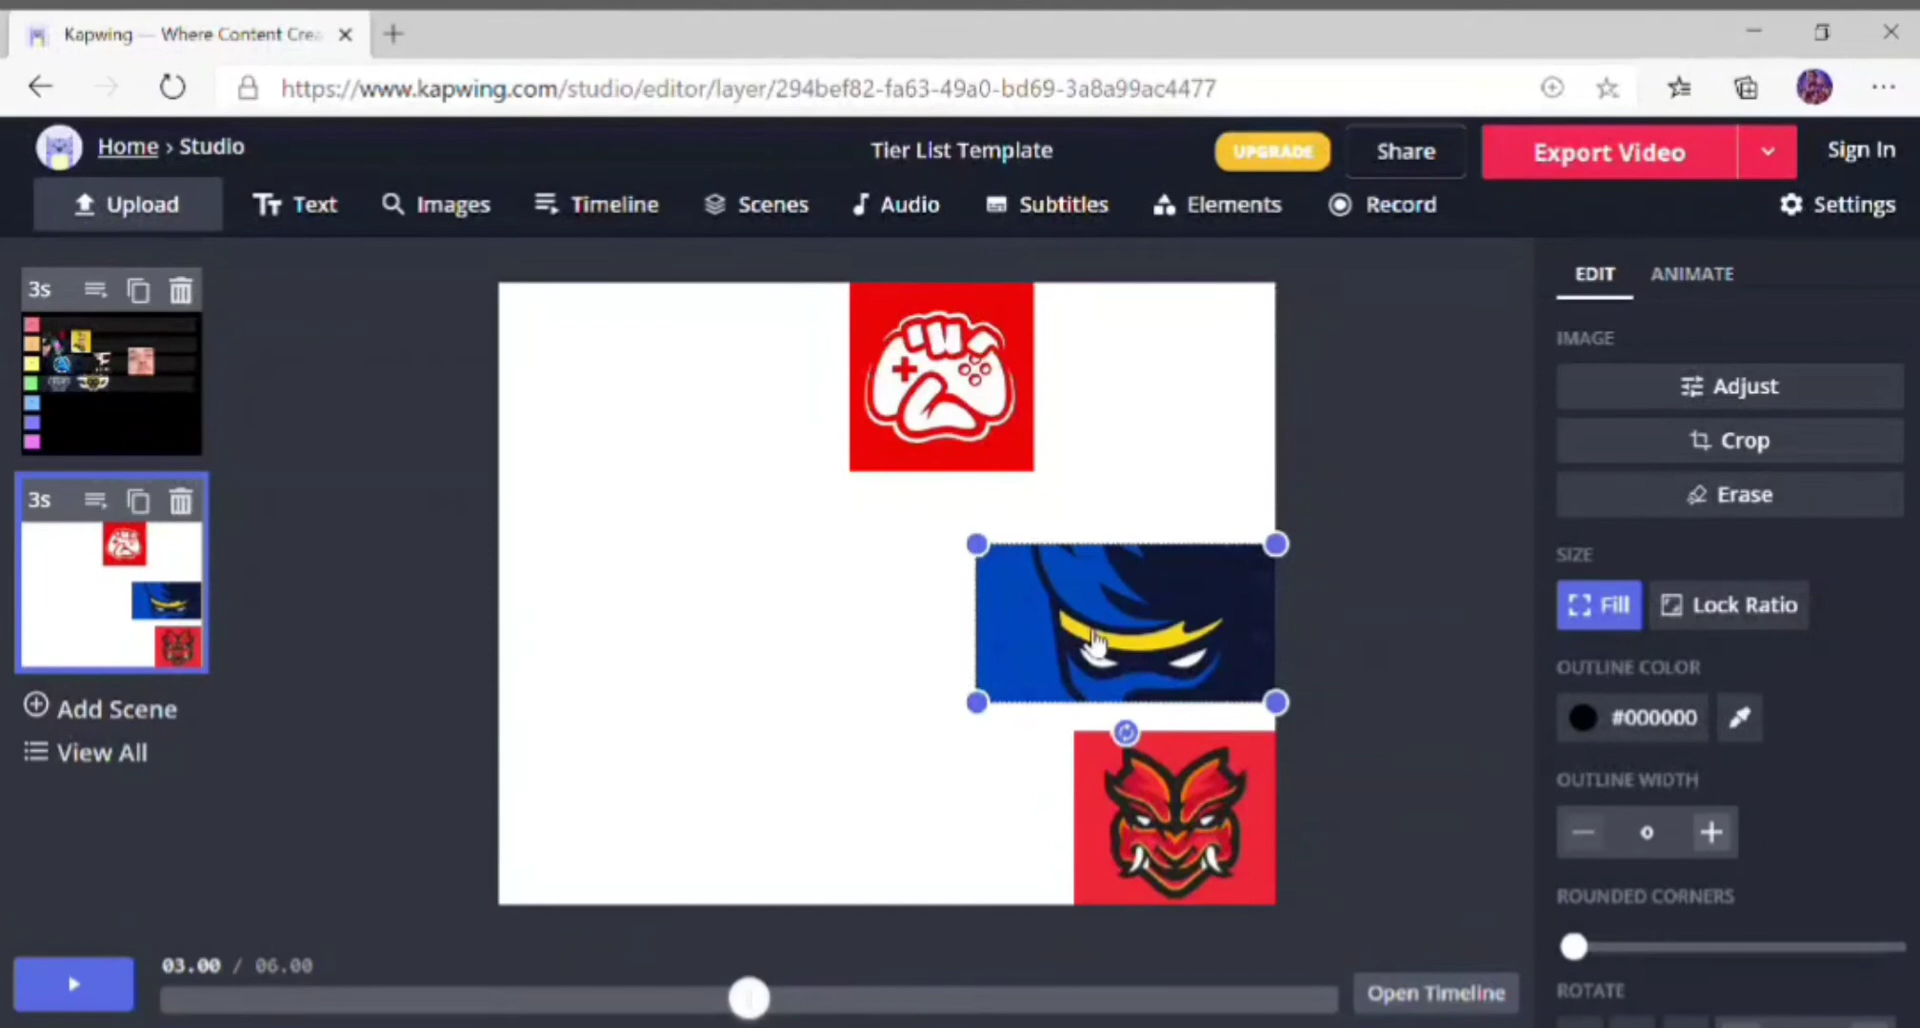 Kapwing — Where Content Crea
https://www.kapwing.com/studio/editor/layer/294bef82-fa63-49a0-bd69-3a8a99ac4477
Home › Studio
Tier List Template
UPGRADE
Share
Export Video
Sign In
Upload
Text
Images
Timeline
Scenes
Audio
Subtitles
Elements
Record
Settings
3s
3s
Add Scene
View All
EDIT
ANIMATE
IMAGE
Adjust
Crop
Erase
SIZE
Fill
Lock Ratio
OUTLINE COLOR
#000000
OUTLINE WIDTH
0
ROUNDED CORNERS
ROTATE
03.00 / 06.00
Open Timeline